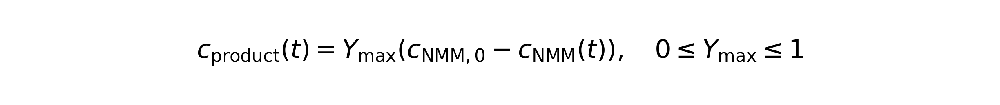 c_product(t) = Y_max(c_NMM, 0 − c_NMM(t)), 0 ≤ Y_max ≤ 1